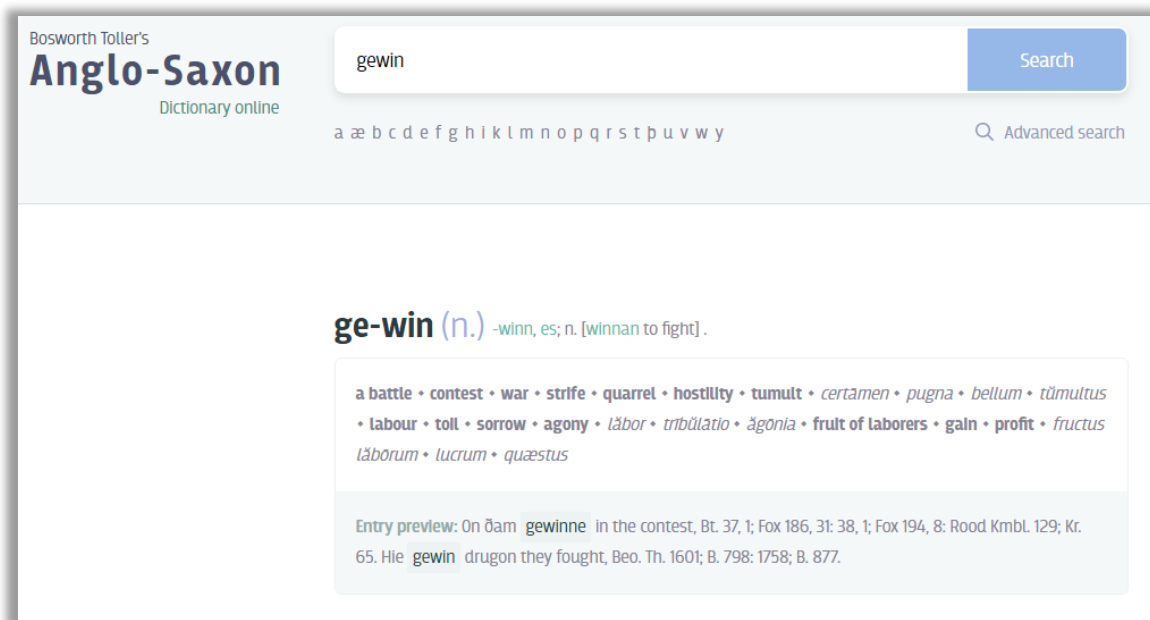 Bosworth Toller's
Anglo-Saxon
Dictionary online
gewin
Search
a æ b c d e f g h i k l m n o p q r s t þ u v w y
Advanced search
ge-win (n.) -winn, es; n. [winnan to fight] .
a battle • contest • war • strife • quarrel • hostility • tumult • certāmen • pugna • bellum • tŭmultus
• labour • toil • sorrow • agony • lăbor • trībŭlātio • ăgōnia • fruit of laborers • gain • profit • fructus
lăbōrum • lucrum • quæstus
Entry preview: On ðam gewinne in the contest, Bt. 37, 1; Fox 186, 31: 38, 1; Fox 194, 8: Rood Kmbl. 129; Kr.
65. Hie gewin drugon they fought, Beo. Th. 1601; B. 798: 1758; B. 877.